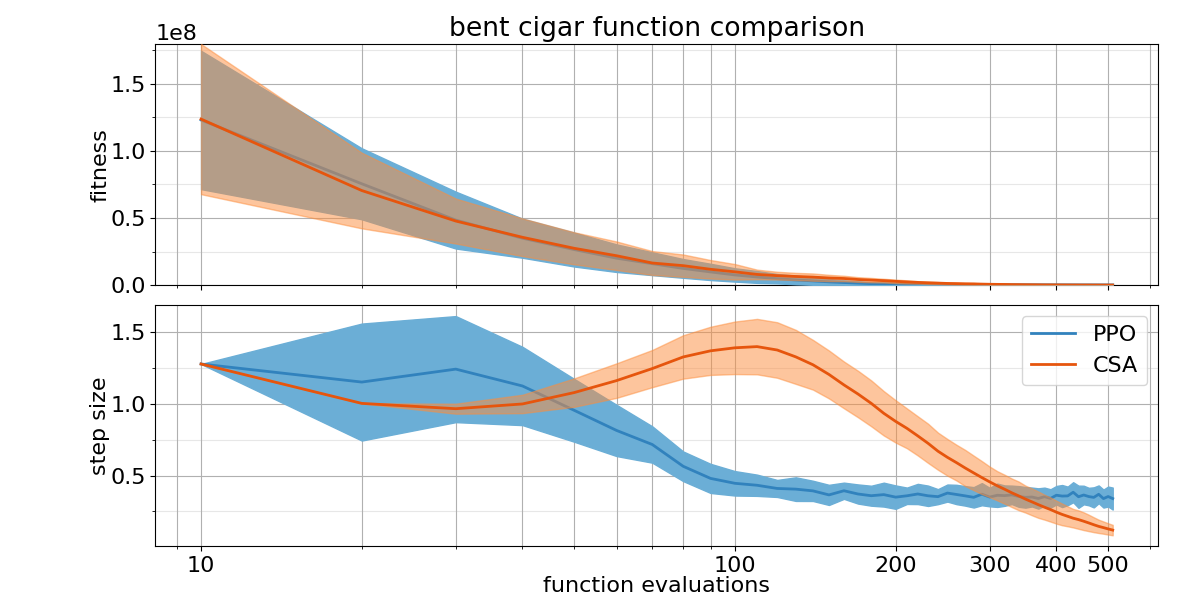 bent cigar function comparison
1e8
fitness
1.5
1.0
0.5
0.0
step size
1.5
1.0
0.5
PPO
CSA
10
100
200
300
400
500
function evaluations